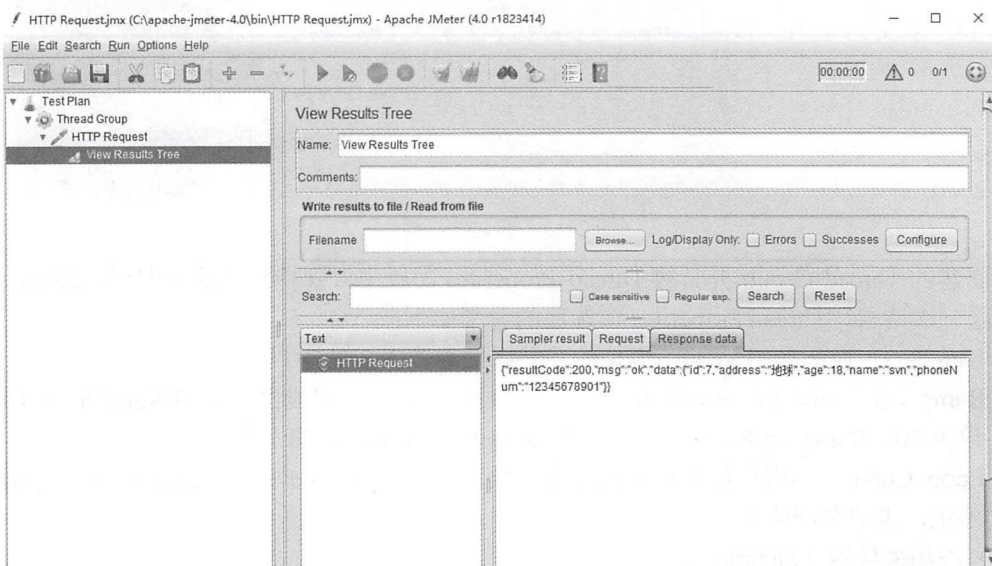 HTTP Request.jmx (C:\apache-jmeter-4.0\bin\HTTP Request.jmx) - Apache JMeter (4.0 r1823414)
File Edit Search Run Options Help
00:00:00 0 0/1
Test Plan
Thread Group
HTTP Request
View Results Tree
View Results Tree
Name: View Results Tree
Comments:
Write results to file / Read from file
Filename Browse... Log/Display Only: Errors Successes Configure
Search: Case sensitive Regular exp. Search Reset
Text
HTTP Request
Sampler result Request Response data
{"resultCode":200,"msg":"ok","data":{"id":7,"address":"地球","age":18,"name":"svn","phoneN
um":"12345678901"}}